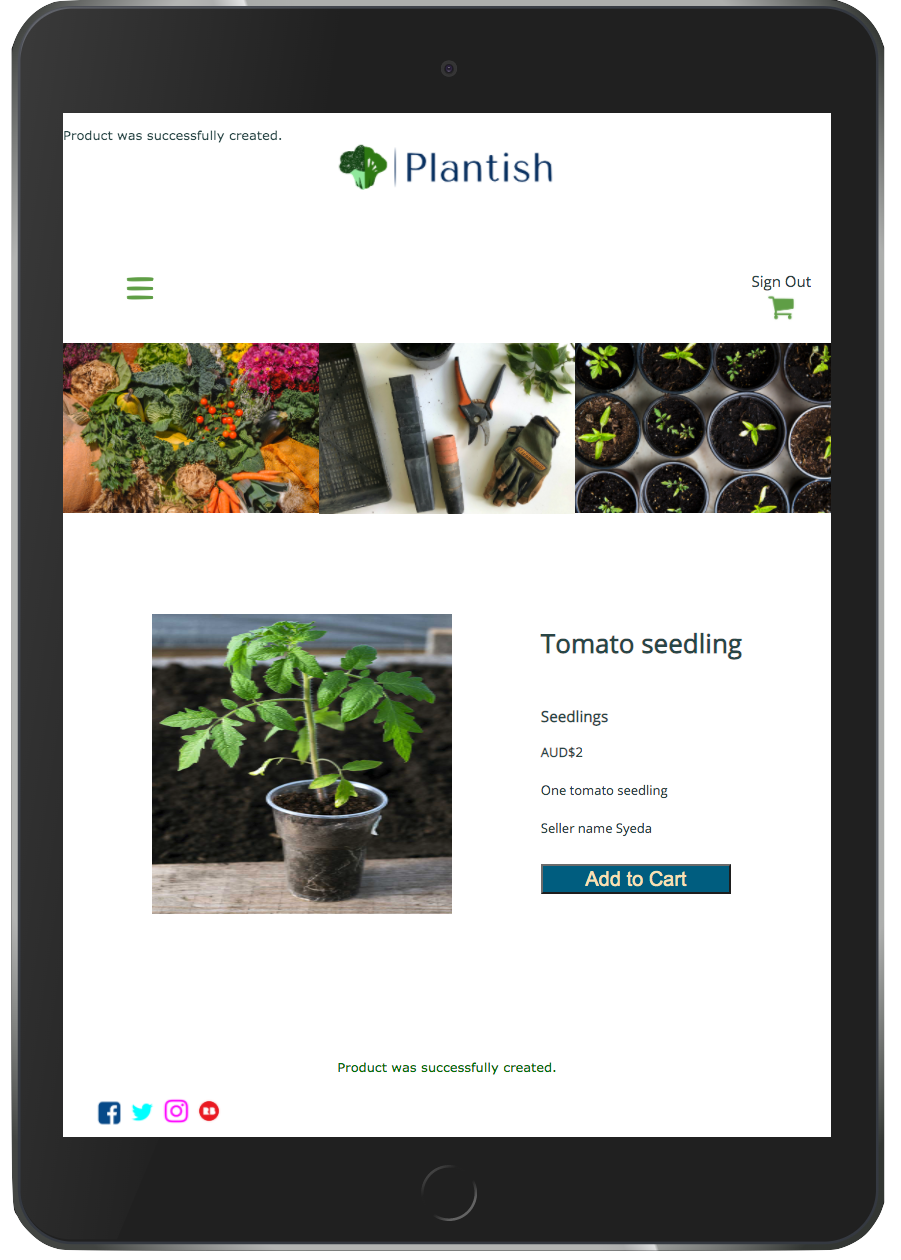 Product was successfully created.
Plantish
Sign Out
Tomato seedling
Seedlings
AUD$2
One tomato seedling
Seller name Syeda
Add to Cart
Product was successfully created.